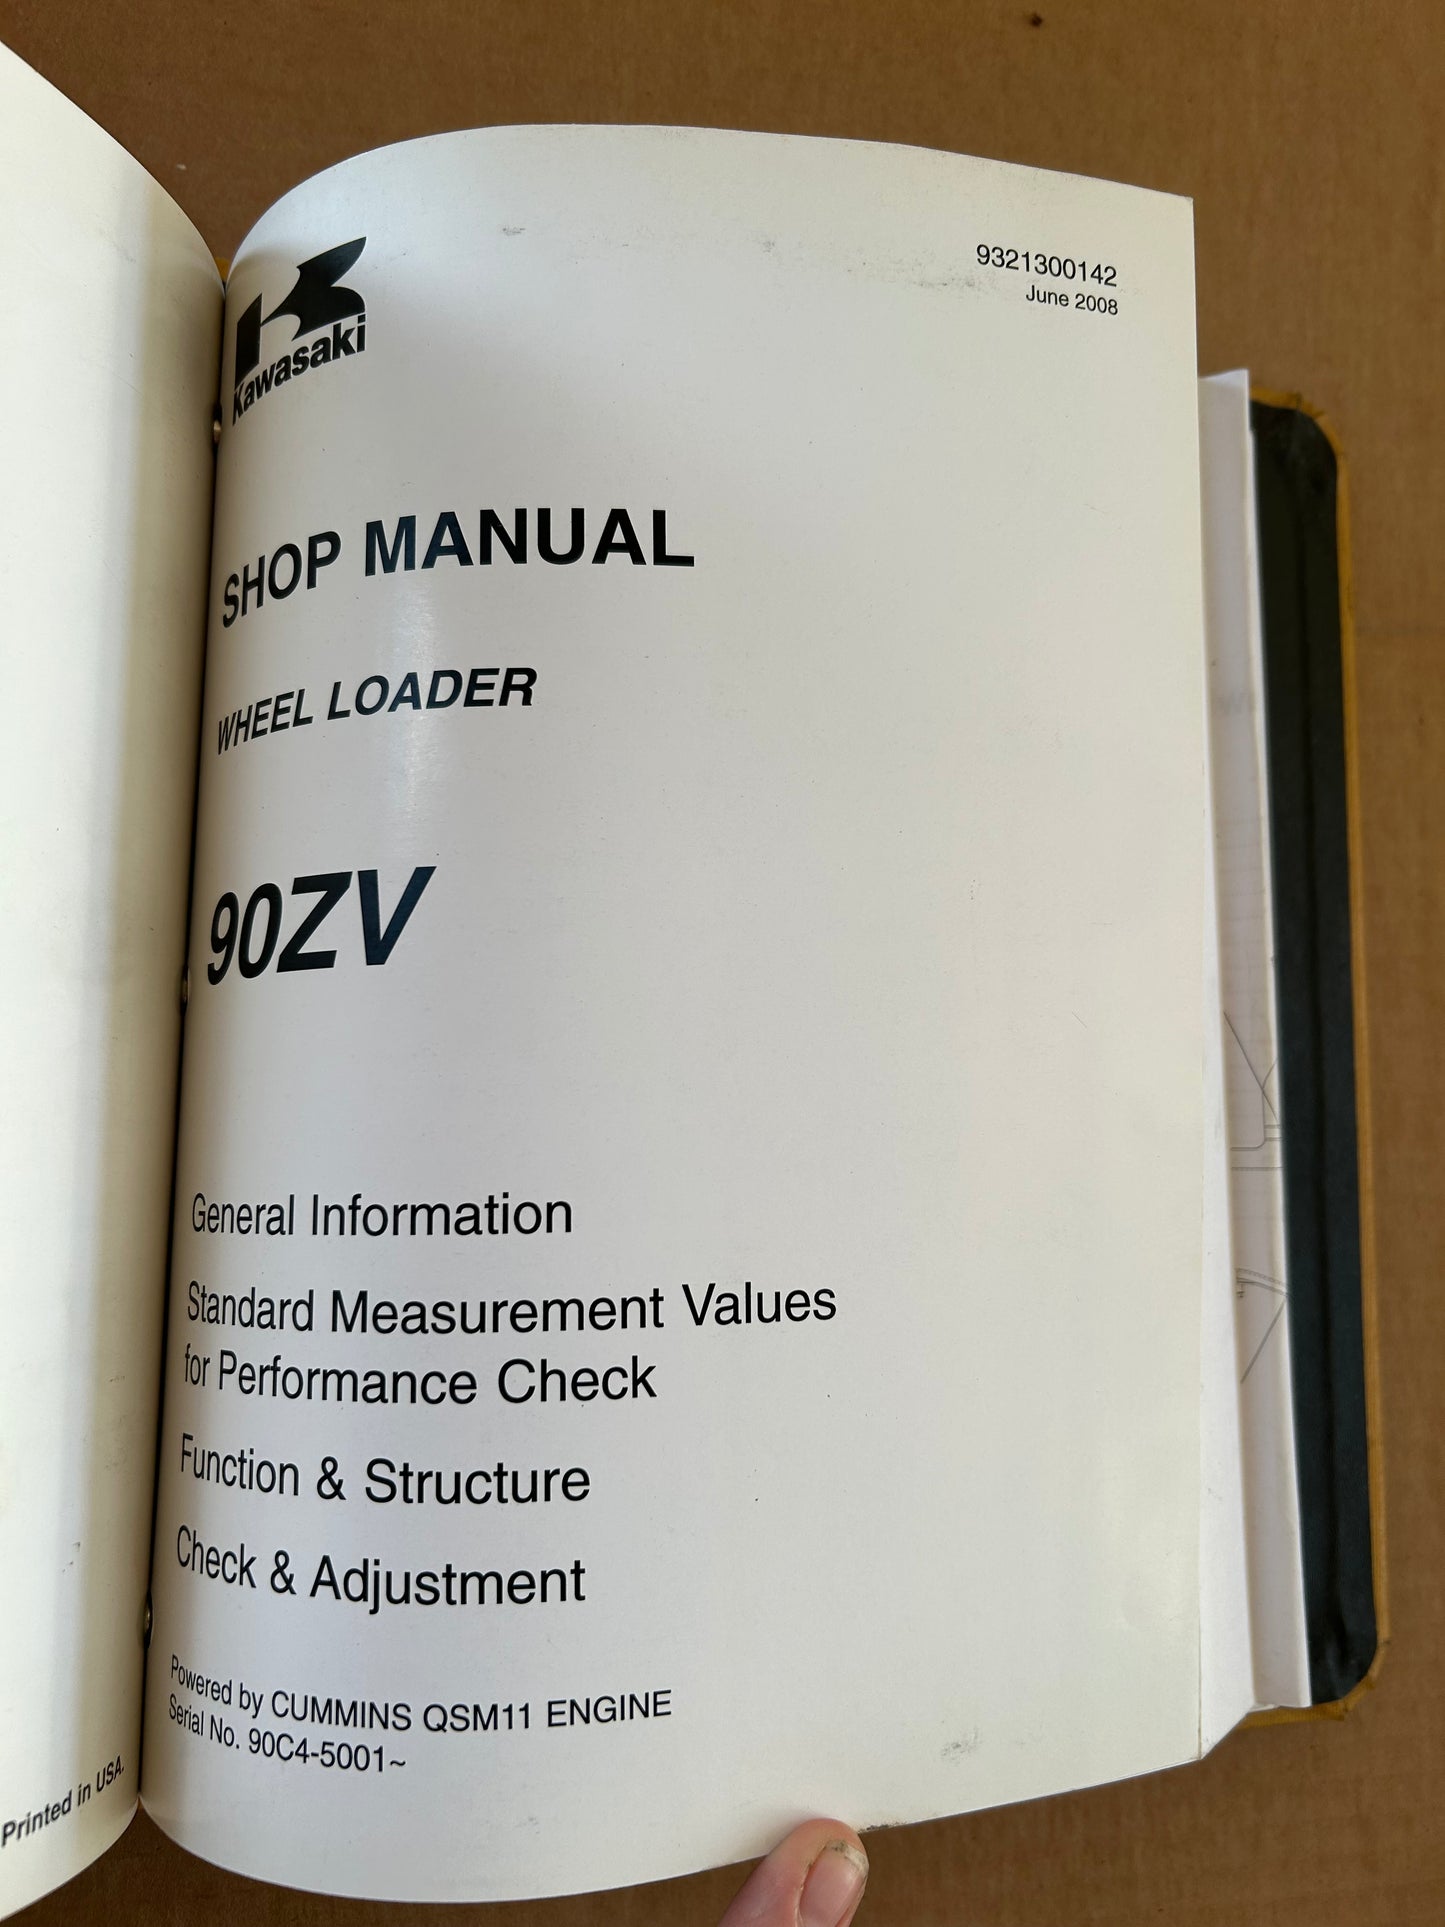 Kawasaki
9321300142
June 2008
SHOP MANUAL
WHEEL LOADER
90ZV
General Information
Standard Measurement Values
for Performance Check
Function & Structure
Check & Adjustment
Powered by CUMMINS QSM11 ENGINE
Serial No. 90C4-5001~
Printed in USA.